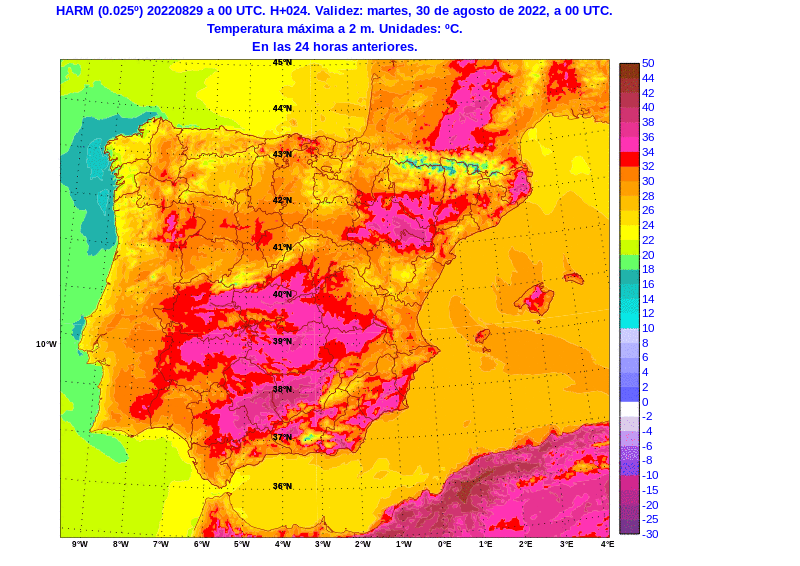 HARM (0.025º) 20220829 a 00 UTC. H+024. Validez: martes, 30 de agosto de 2022, a 00 UTC.
Temperatura máxima a 2 m. Unidades: ºC.
En las 24 horas anteriores.
45ºN
44ºN
43ºN
42ºN
41ºN
40ºN
39ºN
38ºN
37ºN
36ºN
10ºW
9ºW 8ºW 7ºW 6ºW 5ºW 4ºW 3ºW 2ºW 1ºW 0ºE 1ºE 2ºE 3ºE 4ºE
50
44
42
40
38
36
34
32
30
28
26
24
22
20
18
16
14
12
10
8
6
4
2
0
-2
-4
-6
-8
-10
-15
-20
-25
-30